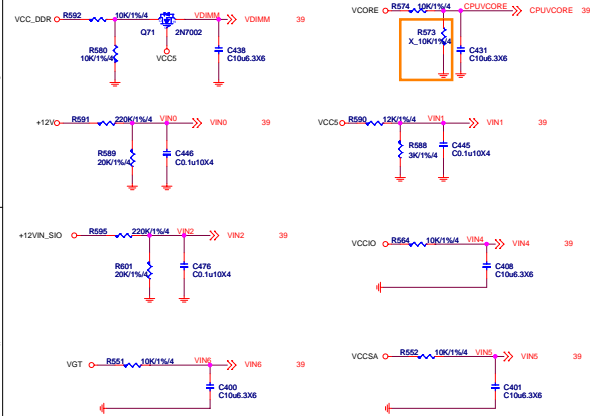 VCC_DDR R592 10K/1%/4 VDIMM VDIMM 39
Q71 2N7002
R580
10K/1%/4
VCC5
C438
C10u6.3X6
VCORE R574 10K/1%/4 CPUVCORE CPUVCORE 39
R573
X_10K/1%/4
C431
C10u6.3X6
+12V R591 220K/1%/4 VIN0 VIN0 39
R589
20K/1%/4
C446
C0.1u10X4
VCC5 R590 12K/1%/4 VIN1 VIN1 39
R588
3K/1%/4
C445
C0.1u10X4
+12VIN_SIO R595 220K/1%/4 VIN2 VIN2 39
R601
20K/1%/4
C476
C0.1u10X4
VCCIO R564 10K/1%/4 VIN4 VIN4 39
C408
C10u6.3X6
VGT R551 10K/1%/4 VIN6 VIN6 39
C400
C10u6.3X6
VCCSA R552 10K/1%/4 VIN5 VIN5 39
C401
C10u6.3X6